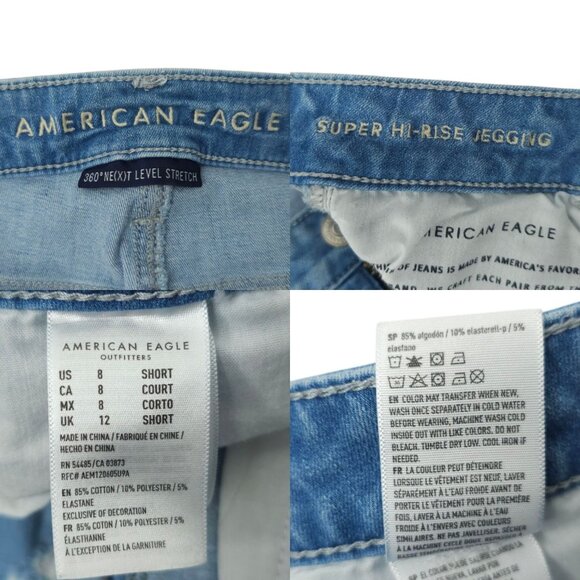 AMERICAN EAGLE
360° NE(X)T LEVEL STRETCH
SUPER HI-RISE JEGGING
MERICAN EAGLE
OF JEANS IS MADE BY AMERICA'S FAVOR
WE CRAFT EACH PAIR FROM
AMERICAN EAGLE
OUTFITTERS
US 8 SHORT
CA 8 COURT
MX 8 CORTO
UK 12 SHORT
MADE IN CHINA / FABRIQUÉ EN CHINE /
HECHO EN CHINA
RN 54485/CA 03873
RFC# AEM120605U9A
EN 85% COTTON / 10% POLYESTER / 5%
ELASTANE
EXCLUSIVE OF DECORATION
FR 85% COTON / 10% POLYESTER / 5%
ÉLASTHANNE
À L'EXCEPTION DE LA GARNITURE
SP 85% algodón / 10% elasterell-p / 5%
elastano
EN COLOR MAY TRANSFER WHEN NEW,
WASH ONCE SEPARATELY IN COLD WATER
BEFORE WEARING, MACHINE WASH COLD
INSIDE OUT WITH LIKE COLORS. DO NOT
BLEACH. TUMBLE DRY LOW. COOL IRON IF
NEEDED.
FR LA COULEUR PEUT DÉTEINDRE
LORSQUE LE VÊTEMENT EST NEUF, LAVER
SÉPARÉMENT À L'EAU FROIDE AVANT DE
PORTER LE VÊTEMENT POUR LA PREMIÈRE
FOIS, LAVER À LA MACHINE À L'EAU
FROIDE À L'ENVERS AVEC COULEURS
SIMILAIRES. NE PAS JAVELLISER. SÉCHER